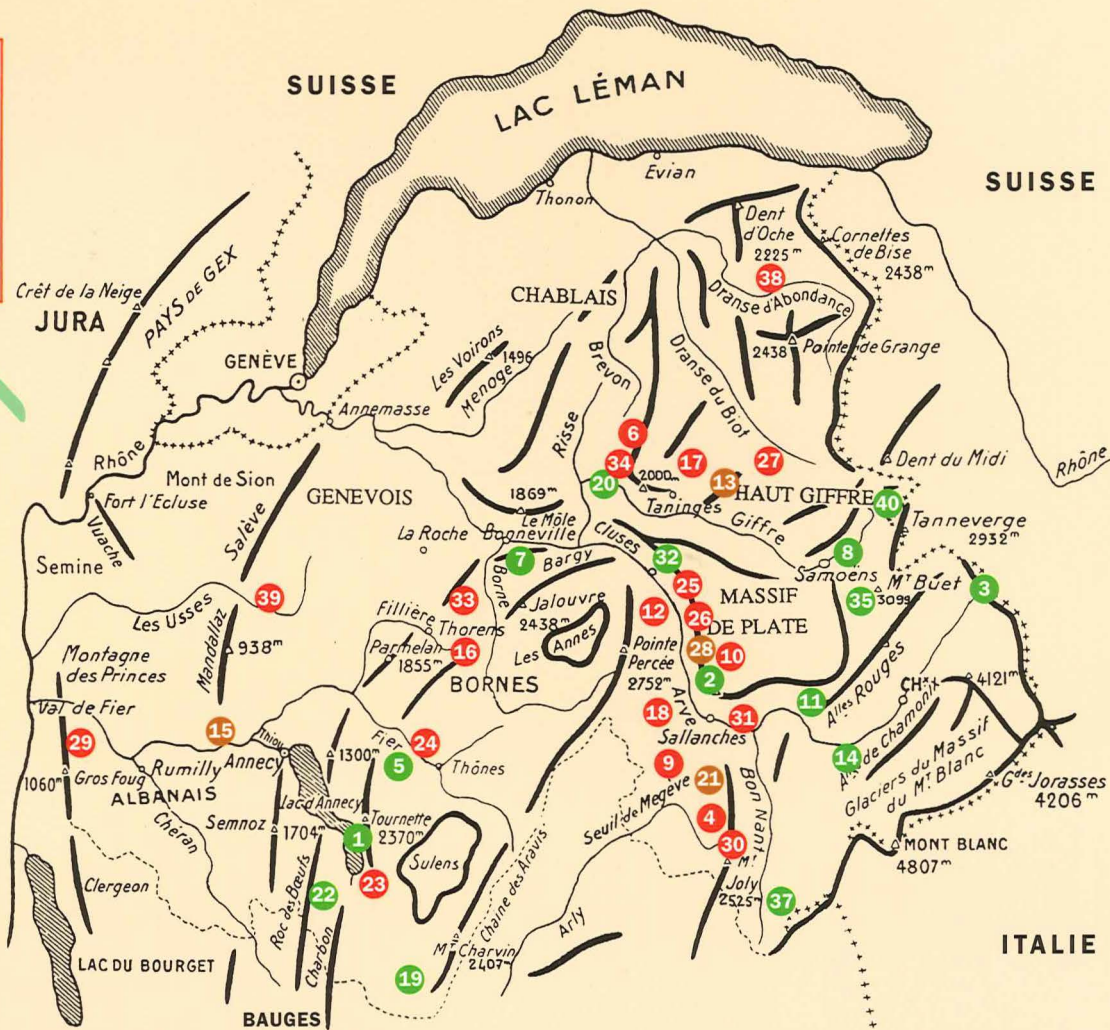 SUISSE
LAC LÉMAN
Evian
Thonon
SUISSE
Dent
d'Oche
2225m
Cornettes
de Bise
2438m
38
Crêt de la Neige
JURA
PAYS DE GEX
CHABLAIS
Dranse d'Abondance
2438
Pointe de Grange
GENÈVE
Les Voirons
1496
Menoge
Brevon
Dranse du Biot
Annemasse
Risse
6
Rhône
Mont de Sion
Fort l'Ecluse
Vuache
Salève
GENEVOIS
34
17
27
13
20
2000m
Taninges
HAUT GIFFRE
Dent du Midi
Rhône
40
1869m
Le Môle
Giffre
Tanneverge
2932m
La Roche
Bonneville
7
Bargy
Cluses
32
8
Samoëns
Semine
Borne
25
MASSIF
DE PLATE
35
Mt Buet
3099
3
39
Les Usses
33
Fillière
Thorens
Jalouvre
2438m
Les
Annes
12
26
Mandallaz
938m
Parmelan
1855m
16
BORNES
Pointe
Percée
2752m
28
10
2
Montagne
des Princes
Val de Fier
11
Alles Rouges
CHx
4121m
29
15
Thiou
18
Arve
31
Sallanches
Gros Foug
1060m
Rumilly
Annecy
1300m
5
Fier
24
Thônes
9
21
14
Arve de Chamonix
Glaciers du Massif
du Mt Blanc
Gdes Jorasses
4206m
ALBANAIS
Lac d'Annecy
Chéran
Semnoz
1704m
1
Tournette
2370m
Seuil de Megève
4
Bon Nant
30
MONT BLANC
4807m
Sulens
Clergeon
22
23
Mt
Joly
2525m
37
Roc des Bœufs
Charbon
Chaîne des Aravis
Arly
Mt Charvin
2407m
19
LAC DU BOURGET
BAUGES
ITALIE